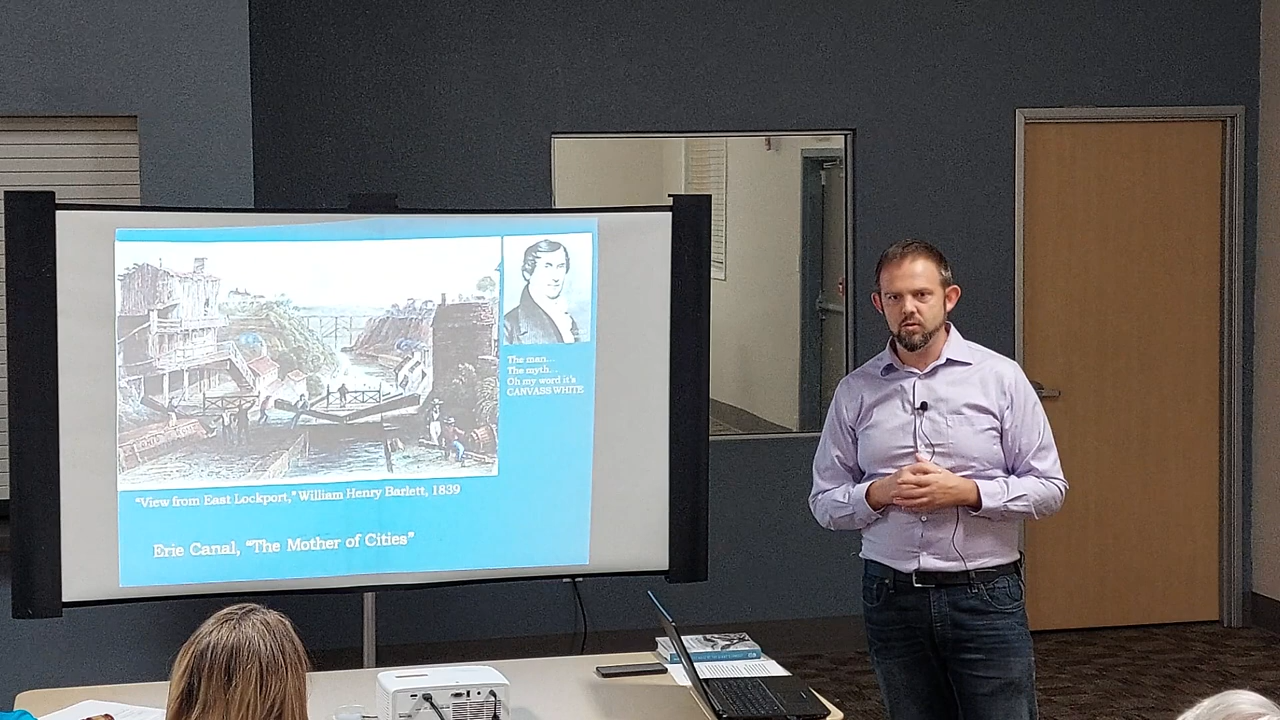 The man...
The myth...
Oh my word it's
CANVASS WHITE
"View from East Lockport," William Henry Barlett, 1839
Erie Canal, "The Mother of Cities"